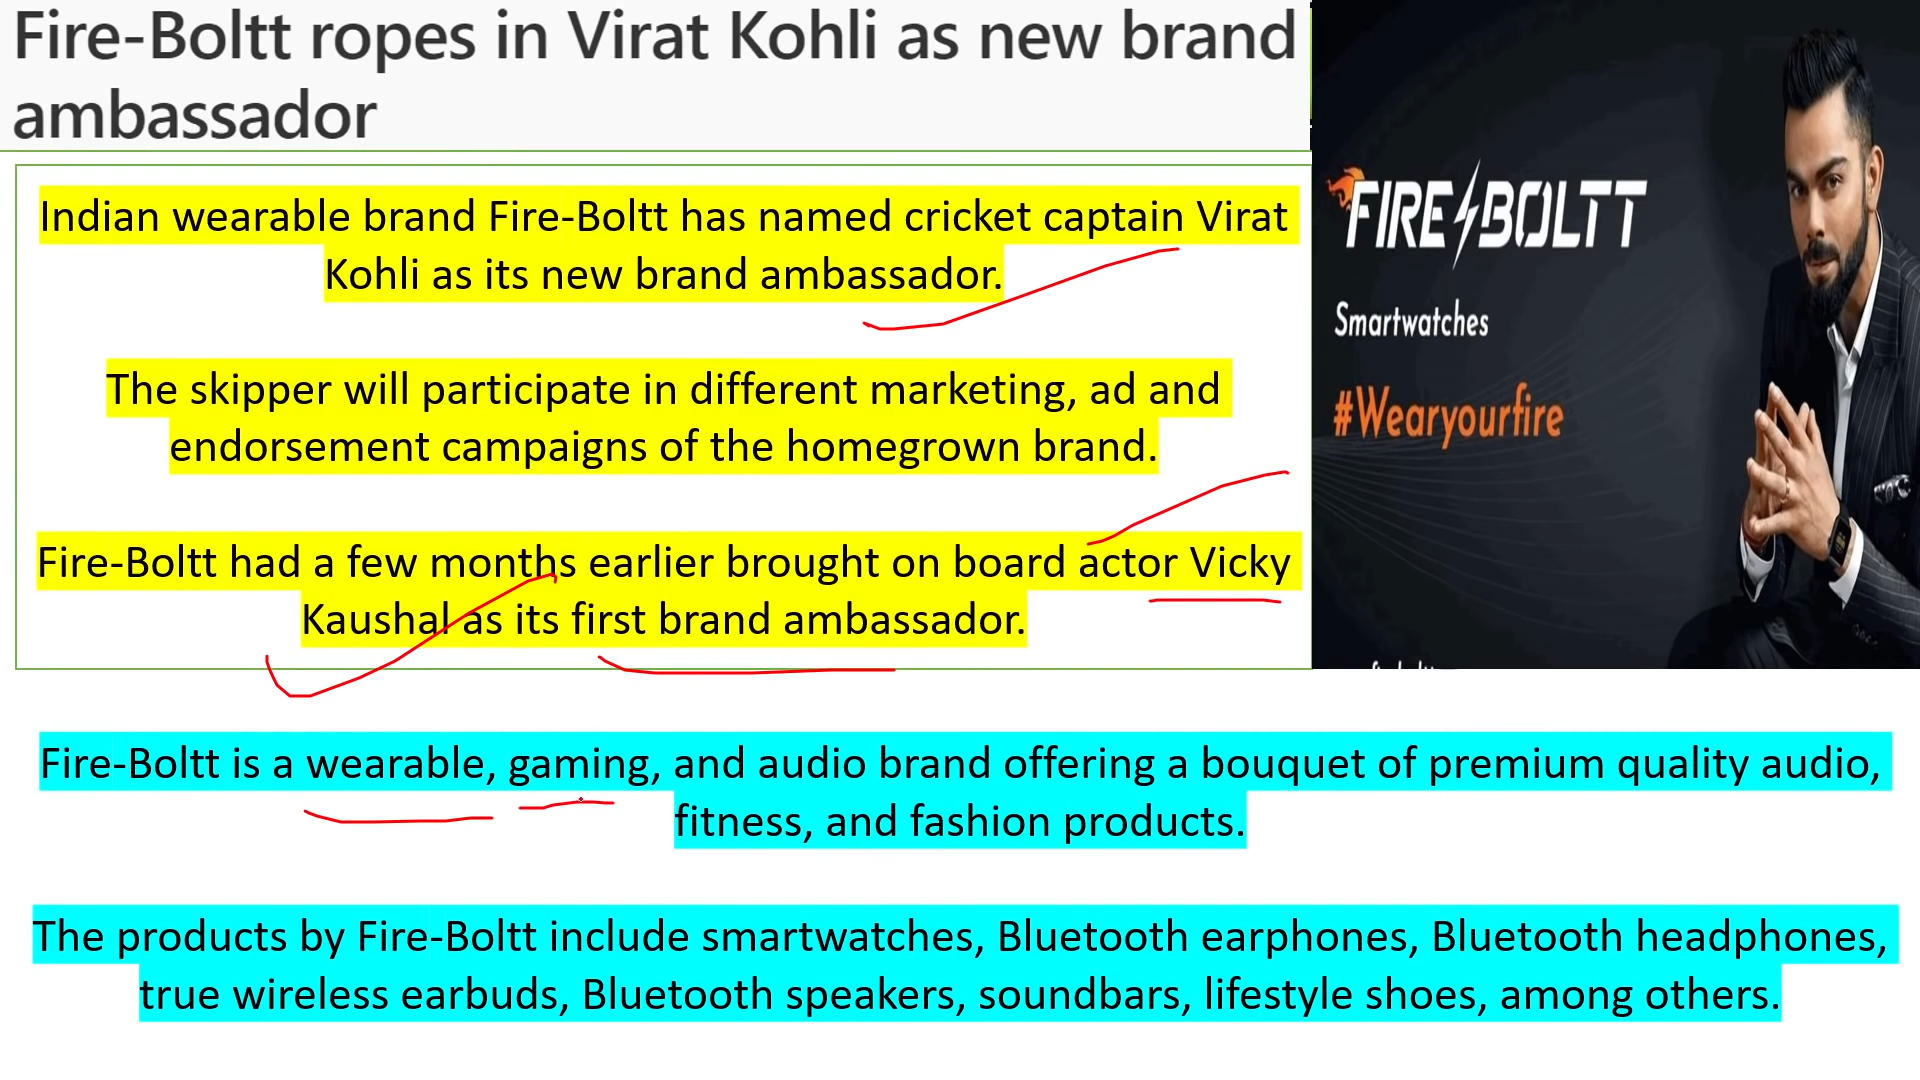 Fire-Boltt ropes in Virat Kohli as new brand
ambassador
Indian wearable brand Fire-Boltt has named cricket captain Virat
Kohli as its new brand ambassador.
The skipper will participate in different marketing, ad and
endorsement campaigns of the homegrown brand.
Fire-Boltt had a few months earlier brought on board actor Vicky
Kaushal as its first brand ambassador.
FIRE BOLTT
Smartwatches
#Wearyourfire
Fire-Boltt is a wearable, gaming, and audio brand offering a bouquet of premium quality audio,
fitness, and fashion products.
The products by Fire-Boltt include smartwatches, Bluetooth earphones, Bluetooth headphones,
true wireless earbuds, Bluetooth speakers, soundbars, lifestyle shoes, among others.